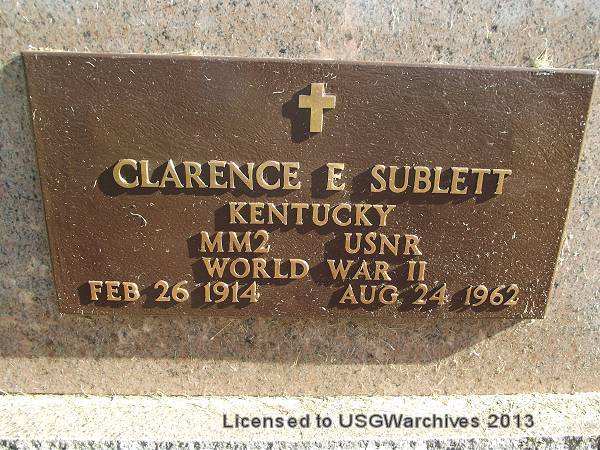 CLARENCE E SUBLETT
KENTUCKY
MM2 USNR
WORLD WAR II
FEB 26 1914 AUG 24 1962
Licensed to USGWarchives 2013